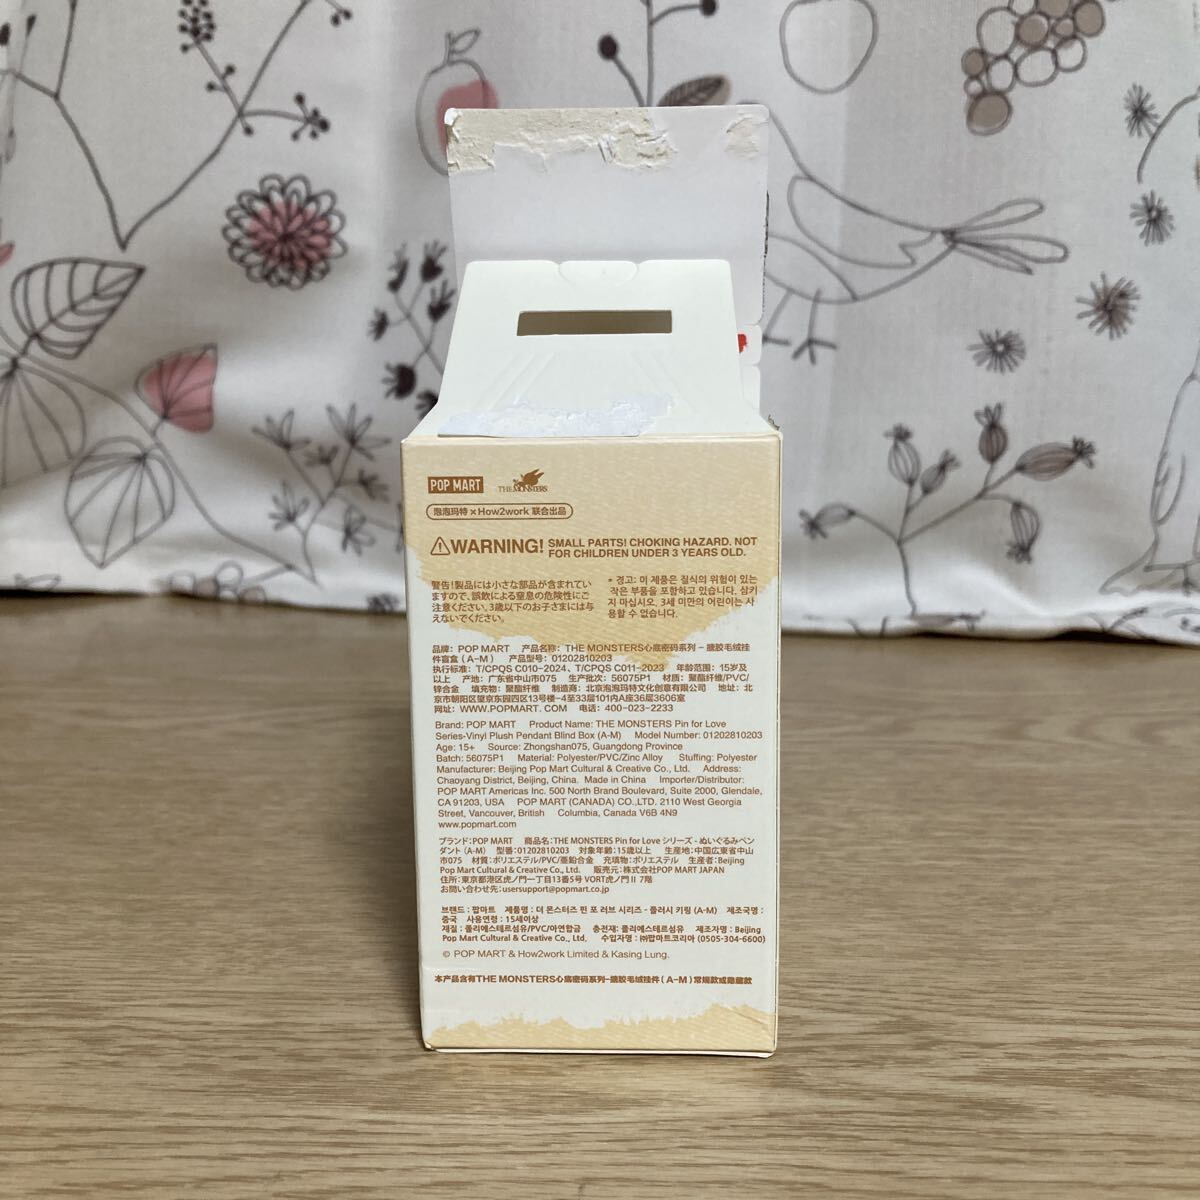 POP MART THE MONSTERS
泡泡玛特 × How2work 联合出品
WARNING! SMALL PARTS! CHOKING HAZARD. NOT
FOR CHILDREN UNDER 3 YEARS OLD.
警告!製品には小さな部品が含まれてい
ますので、誤飲による窒息の危険性にご
注意ください。3歳以下のお子さまには与
えないでください。
* 경고: 이 제품은 질식의 위험이 있는
작은 부품을 포함하고 있습니다. 삼키
지 마십시오. 3세 미만의 어린이는 사
용할 수 없습니다.
品牌: POP MART 产品名称: THE MONSTERS心底密码系列 – 搪胶毛绒挂
件盲盒 (A-M) 产品型号: 01202810203
执行标准: T/CPQS C010-2024、T/CPQS C011-2023 年龄范围: 15岁及
以上 产地: 广东省中山市075 生产批次: 56075P1 材质: 聚酯纤维/PVC/
锌合金 填充物: 聚酯纤维 制造商: 北京泡泡玛特文化创意有限公司 地址: 北
京市朝阳区望京东园四区13号楼-4至33层101内A座36层3606室
网址: WWW.POPMART. COM 电话: 400-023-2233
Brand: POP MART Product Name: THE MONSTERS Pin for Love
Series-Vinyl Plush Pendant Blind Box (A-M) Model Number: 01202810203
Age: 15+ Source: Zhongshan075, Guangdong Province
Batch: 56075P1 Material: Polyester/PVC/Zinc Alloy Stuffing: Polyester
Manufacturer: Beijing Pop Mart Cultural & Creative Co., Ltd. Address:
Chaoyang District, Beijing, China. Made in China Importer/Distributor:
POP MART Americas Inc. 500 North Brand Boulevard, Suite 2000, Glendale,
CA 91203, USA POP MART (CANADA) CO.,LTD. 2110 West Georgia
Street, Vancouver, British Columbia, Canada V6B 4N9
www.popmart.com
ブランド:POP MART 商品名:THE MONSTERS Pin for Love シリーズ - ぬいぐるみペン
ダント (A-M) 型番:01202810203 対象年齢:15歳以上 生産地:中国広東省中山
市075 材質:ポリエステル/PVC/亜鉛合金 充填物:ポリエステル 生産者:Beijing
Pop Mart Cultural & Creative Co., Ltd. 販売元:株式会社POP MART JAPAN
住所:東京都港区虎ノ門一丁目13番5号 VORT虎ノ門Ⅱ 7階
お問い合わせ先:usersupport@popmart.co.jp
브랜드 : 팝마트 제품명 : 더 몬스터즈 핀 포 러브 시리즈 - 플러시 키링 (A-M) 제조국명 :
중국 사용연령 : 15세이상
재질 : 폴리에스테르섬유/PVC/아연합금 충전재: 폴리에스테르섬유 제조자명 : Beijing
Pop Mart Cultural & Creative Co., Ltd. 수입자명 : ㈜팝마트코리아 (0505-304-6600)
© POP MART & How2work Limited & Kasing Lung.
本产品含有THE MONSTERS心底密码系列-搪胶毛绒挂件 (A-M) 常规款或隐藏款